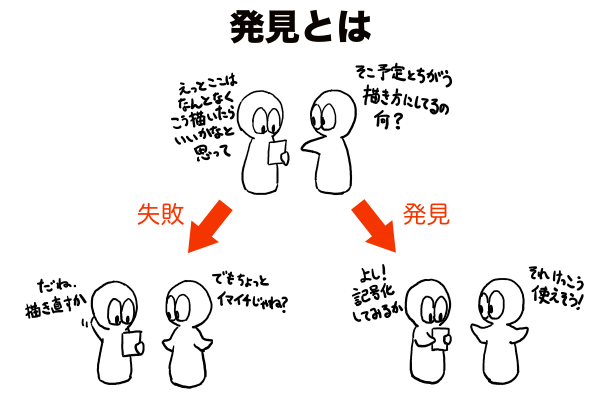 発見とは
えっとここは
なんとなく
こう描いたら
いいかなと
思って
そこ予定とちがう
描き方にしてるの
何？
失敗
発見
だね、
描き直すか
でもちょっと
イマイチじゃね？
よし！
記号化
してみるか
それけっこう
使えそう！